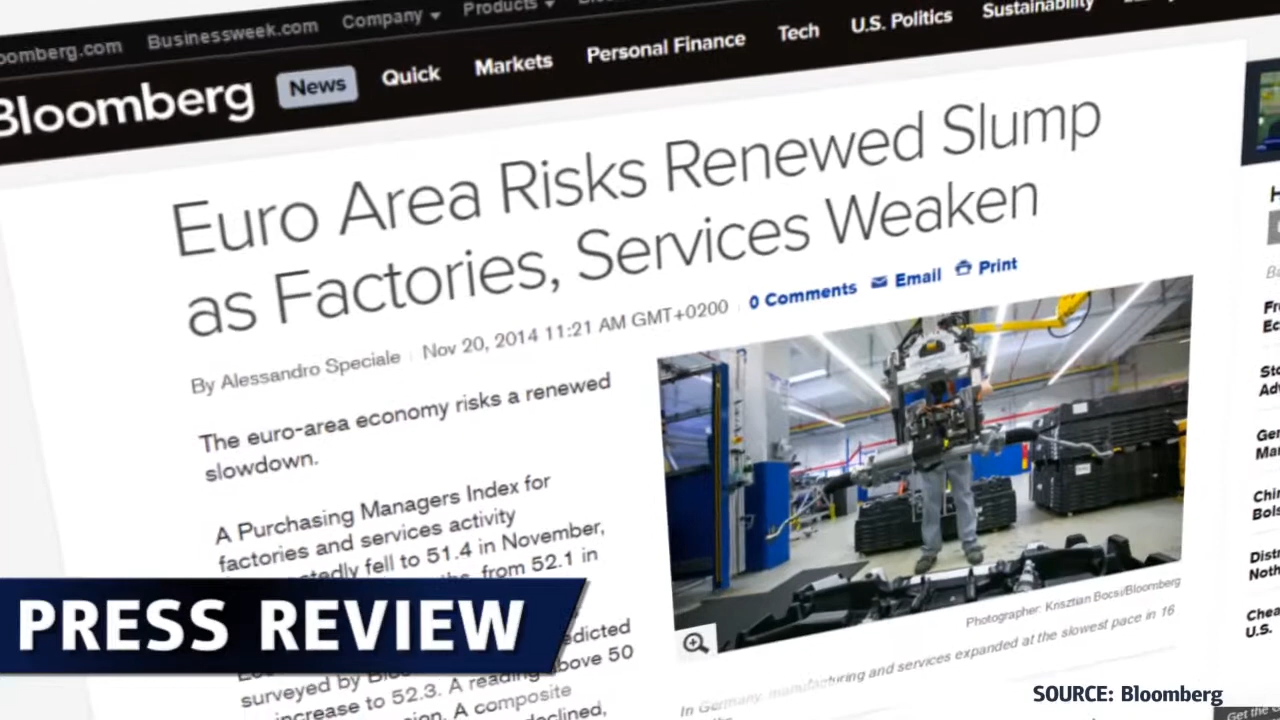 Bloomberg.com Businessweek.com Company Products
Bloomberg News Quick Markets Personal Finance Tech U.S. Politics Sustainability
Euro Area Risks Renewed Slump
as Factories, Services Weaken
By Alessandro Speciale Nov 20, 2014 11:21 AM GMT+0200 0 Comments Email Print
The euro-area economy risks a renewed
slowdown.
A Purchasing Managers Index for
factories and services activity
fell to 51.4 in November,
from 52.1 in
surveyed by
increase to 52.3. A reading above 50
A composite
declined,
Photographer: Krisztian Bocsi/Bloomberg
In Germany, manufacturing and services expanded at the slowest pace in 16
PRESS REVIEW
SOURCE: Bloomberg
U.S.
Get the